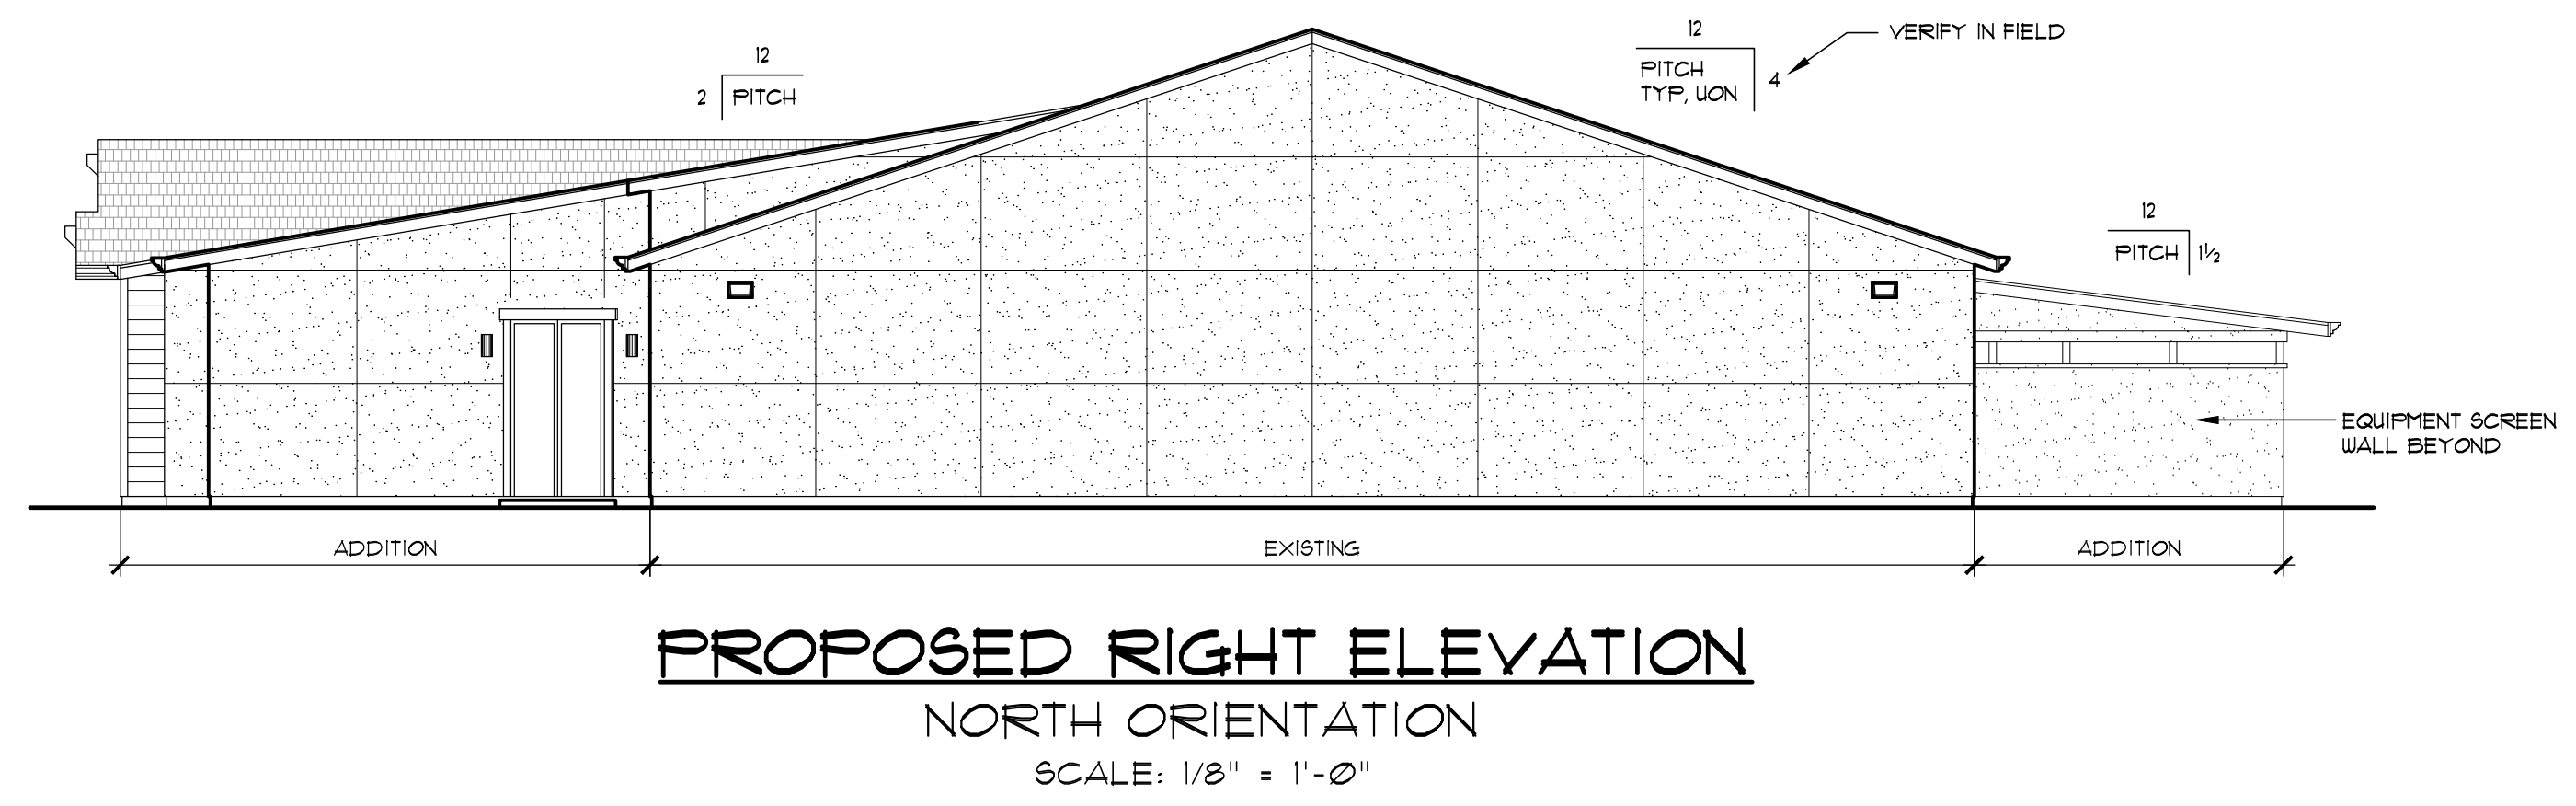 12
2 PITCH
12
PITCH
TYP, UON
4
VERIFY IN FIELD
12
PITCH 1½
EQUIPMENT SCREEN
WALL BEYOND
ADDITION
EXISTING
ADDITION
PROPOSED RIGHT ELEVATION
NORTH ORIENTATION
SCALE: 1/8" = 1'-0"